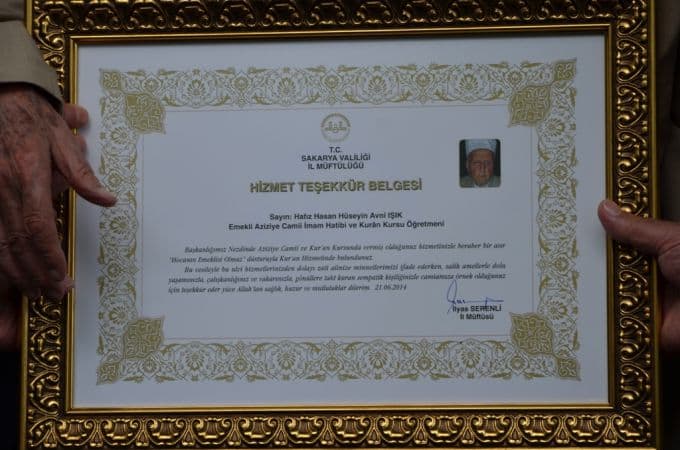 T.C.
SAKARYA VALİLİĞİ
İL MÜFTÜLÜĞÜ
HİZMET TEŞEKKÜR BELGESİ
Sayın: Hafız Hasan Hüseyin Avni IŞIK
Emekli Aziziye Camii İmam Hatibi ve Kurân Kursu Öğretmeni
Başkanlığımız Nezdinde Aziziye Camii ve Kur'an Kursunda vermiş olduğunuz hizmetinizle beraber bir asır
'Hocanın Emeklisi Olmaz' düsturuyla Kur'an Hizmetinde bulundunuz.
Bu vesileyle bu ulvi hizmetlerinizden dolayı zatı alinize minnetlerimizi ifade ederken, salih amellerle dolu
yaşamınızla, çalışkanlığınız ve vakarınızla, gönüllere taht kuran sempatik kişiliğinizle camiamıza örnek olduğunuz
için teşekkür eder yüce Allah'tan sağlık, huzur ve mutluluklar dilerim. 21.06.2014
İlyas SERENLİ
İl Müftüsü